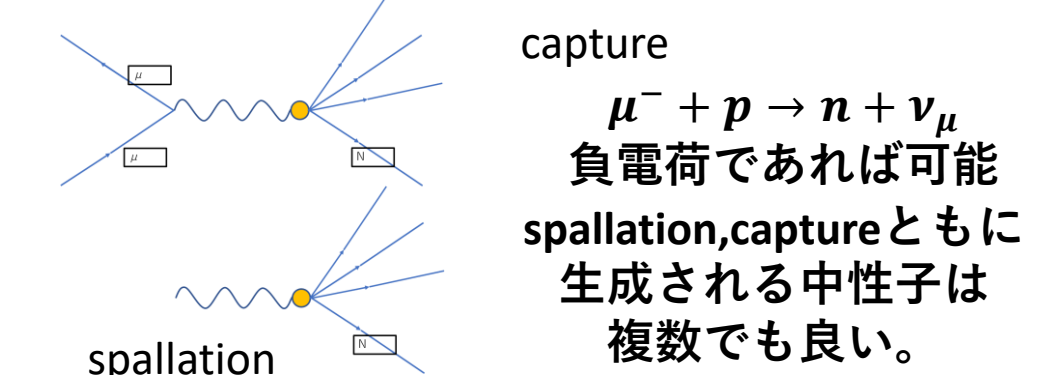 μ
μ
N
N
spallation
capture
μ⁻ + p → n + ν_μ
負電荷であれば可能
spallation,captureともに
生成される中性子は
複数でも良い。